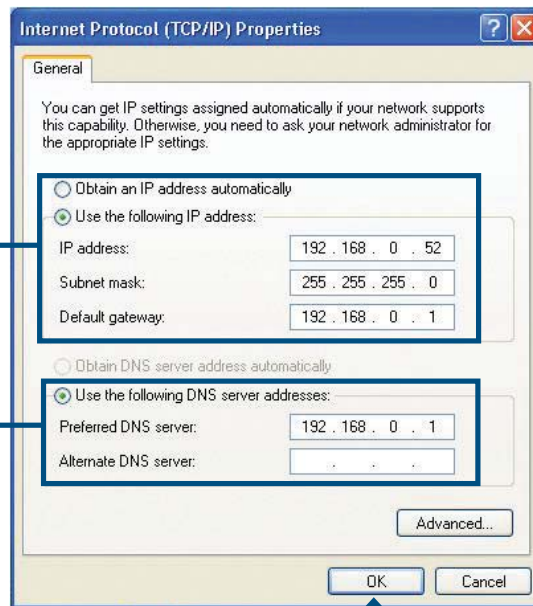 Internet Protocol (TCP/IP) Properties
General
You can get IP settings assigned automatically if your network supports
this capability. Otherwise, you need to ask your network administrator for
the appropriate IP settings.
Obtain an IP address automatically
Use the following IP address:
IP address: 192 . 168 . 0 . 52
Subnet mask: 255 . 255 . 255 . 0
Default gateway: 192 . 168 . 0 . 1
Obtain DNS server address automatically
Use the following DNS server addresses:
Preferred DNS server: 192 . 168 . 0 . 1
Alternate DNS server: . . .
Advanced...
OK Cancel